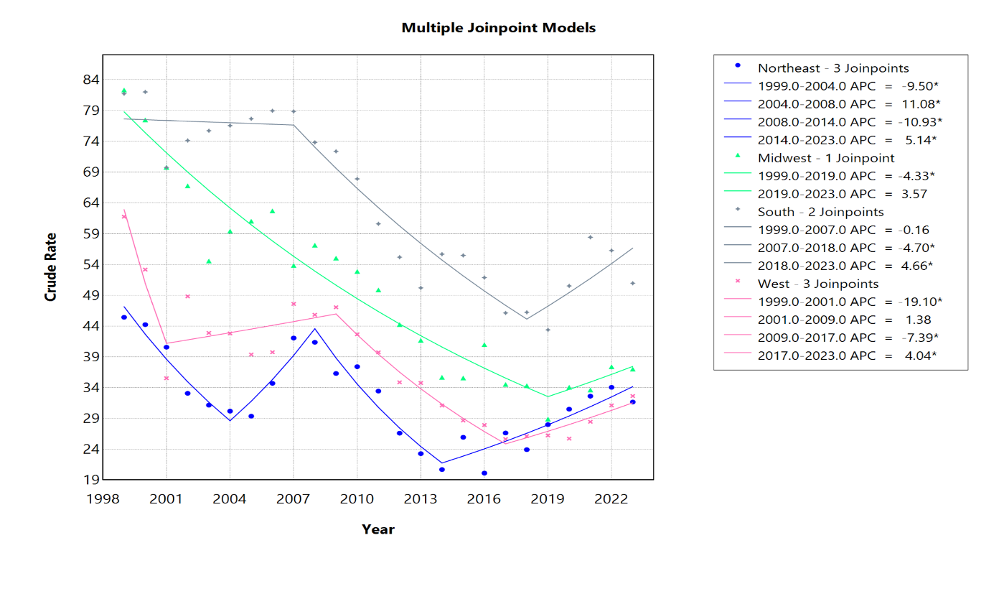 Multiple Joinpoint Models
84
79
74
69
64
59
54
49
44
39
34
29
24
19
Crude Rate
1998 2001 2004 2007 2010 2013 2016 2019 2022
Year
Northeast - 3 Joinpoints
1999.0-2004.0 APC = -9.50*
2004.0-2008.0 APC = 11.08*
2008.0-2014.0 APC = -10.93*
2014.0-2023.0 APC = 5.14*
Midwest - 1 Joinpoint
1999.0-2019.0 APC = -4.33*
2019.0-2023.0 APC = 3.57
South - 2 Joinpoints
1999.0-2007.0 APC = -0.16
2007.0-2018.0 APC = -4.70*
2018.0-2023.0 APC = 4.66*
West - 3 Joinpoints
1999.0-2001.0 APC = -19.10*
2001.0-2009.0 APC = 1.38
2009.0-2017.0 APC = -7.39*
2017.0-2023.0 APC = 4.04*